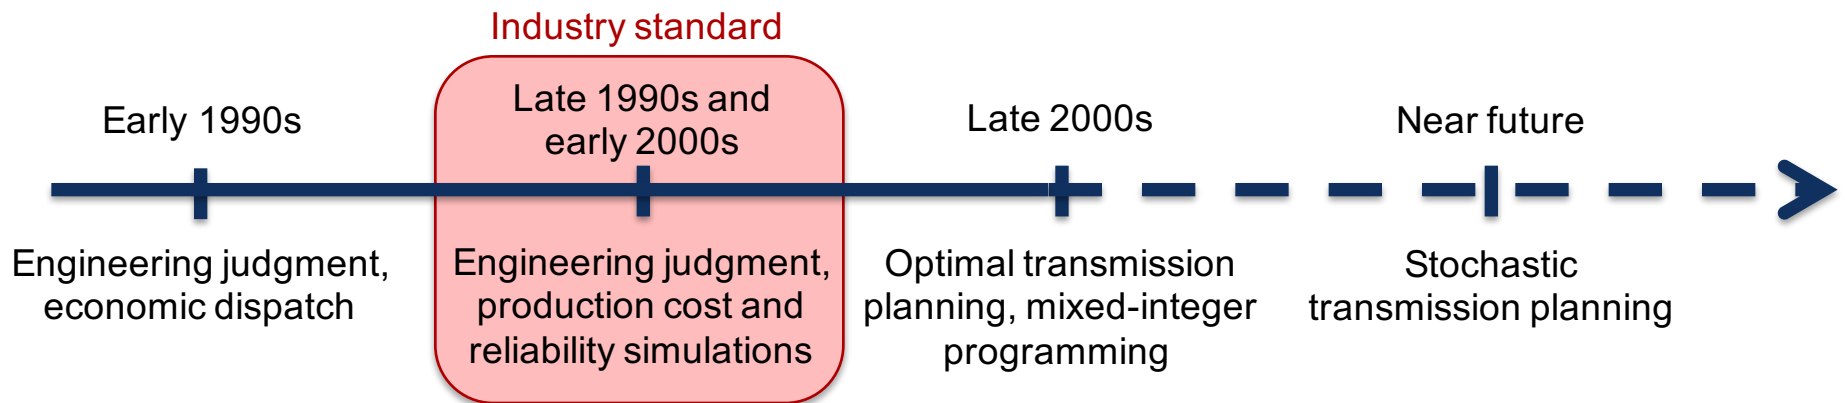 Industry standard
Early 1990s
Late 1990s and
early 2000s
Late 2000s
Near future
Engineering judgment,
economic dispatch
Engineering judgment,
production cost and
reliability simulations
Optimal transmission
planning, mixed-integer
programming
Stochastic
transmission planning